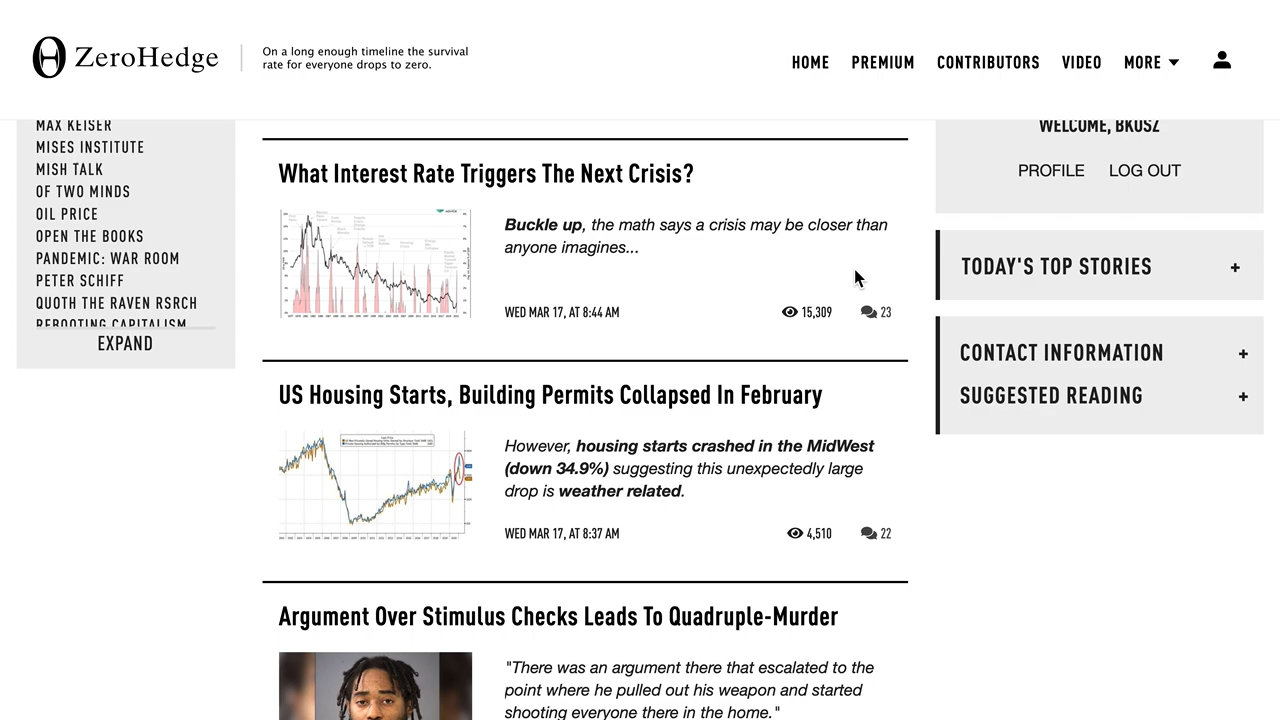 ZeroHedge
On a long enough timeline the survival
rate for everyone drops to zero.
HOME PREMIUM CONTRIBUTORS VIDEO MORE
MAX KEISER
MISES INSTITUTE
MISH TALK
OF TWO MINDS
OIL PRICE
OPEN THE BOOKS
PANDEMIC: WAR ROOM
PETER SCHIFF
QUOTH THE RAVEN RSRCH
REBOOTING CAPITALISM
EXPAND
What Interest Rate Triggers The Next Crisis?
Buckle up, the math says a crisis may be closer than
anyone imagines...
WED MAR 17, AT 8:44 AM 15,309 23
US Housing Starts, Building Permits Collapsed In February
However, housing starts crashed in the MidWest
(down 34.9%) suggesting this unexpectedly large
drop is weather related.
WED MAR 17, AT 8:37 AM 4,510 22
Argument Over Stimulus Checks Leads To Quadruple-Murder
"There was an argument there that escalated to the
point where he pulled out his weapon and started
shooting everyone there in the home."
WELCOME, BKUSZ
PROFILE LOG OUT
TODAY'S TOP STORIES +
CONTACT INFORMATION +
SUGGESTED READING +